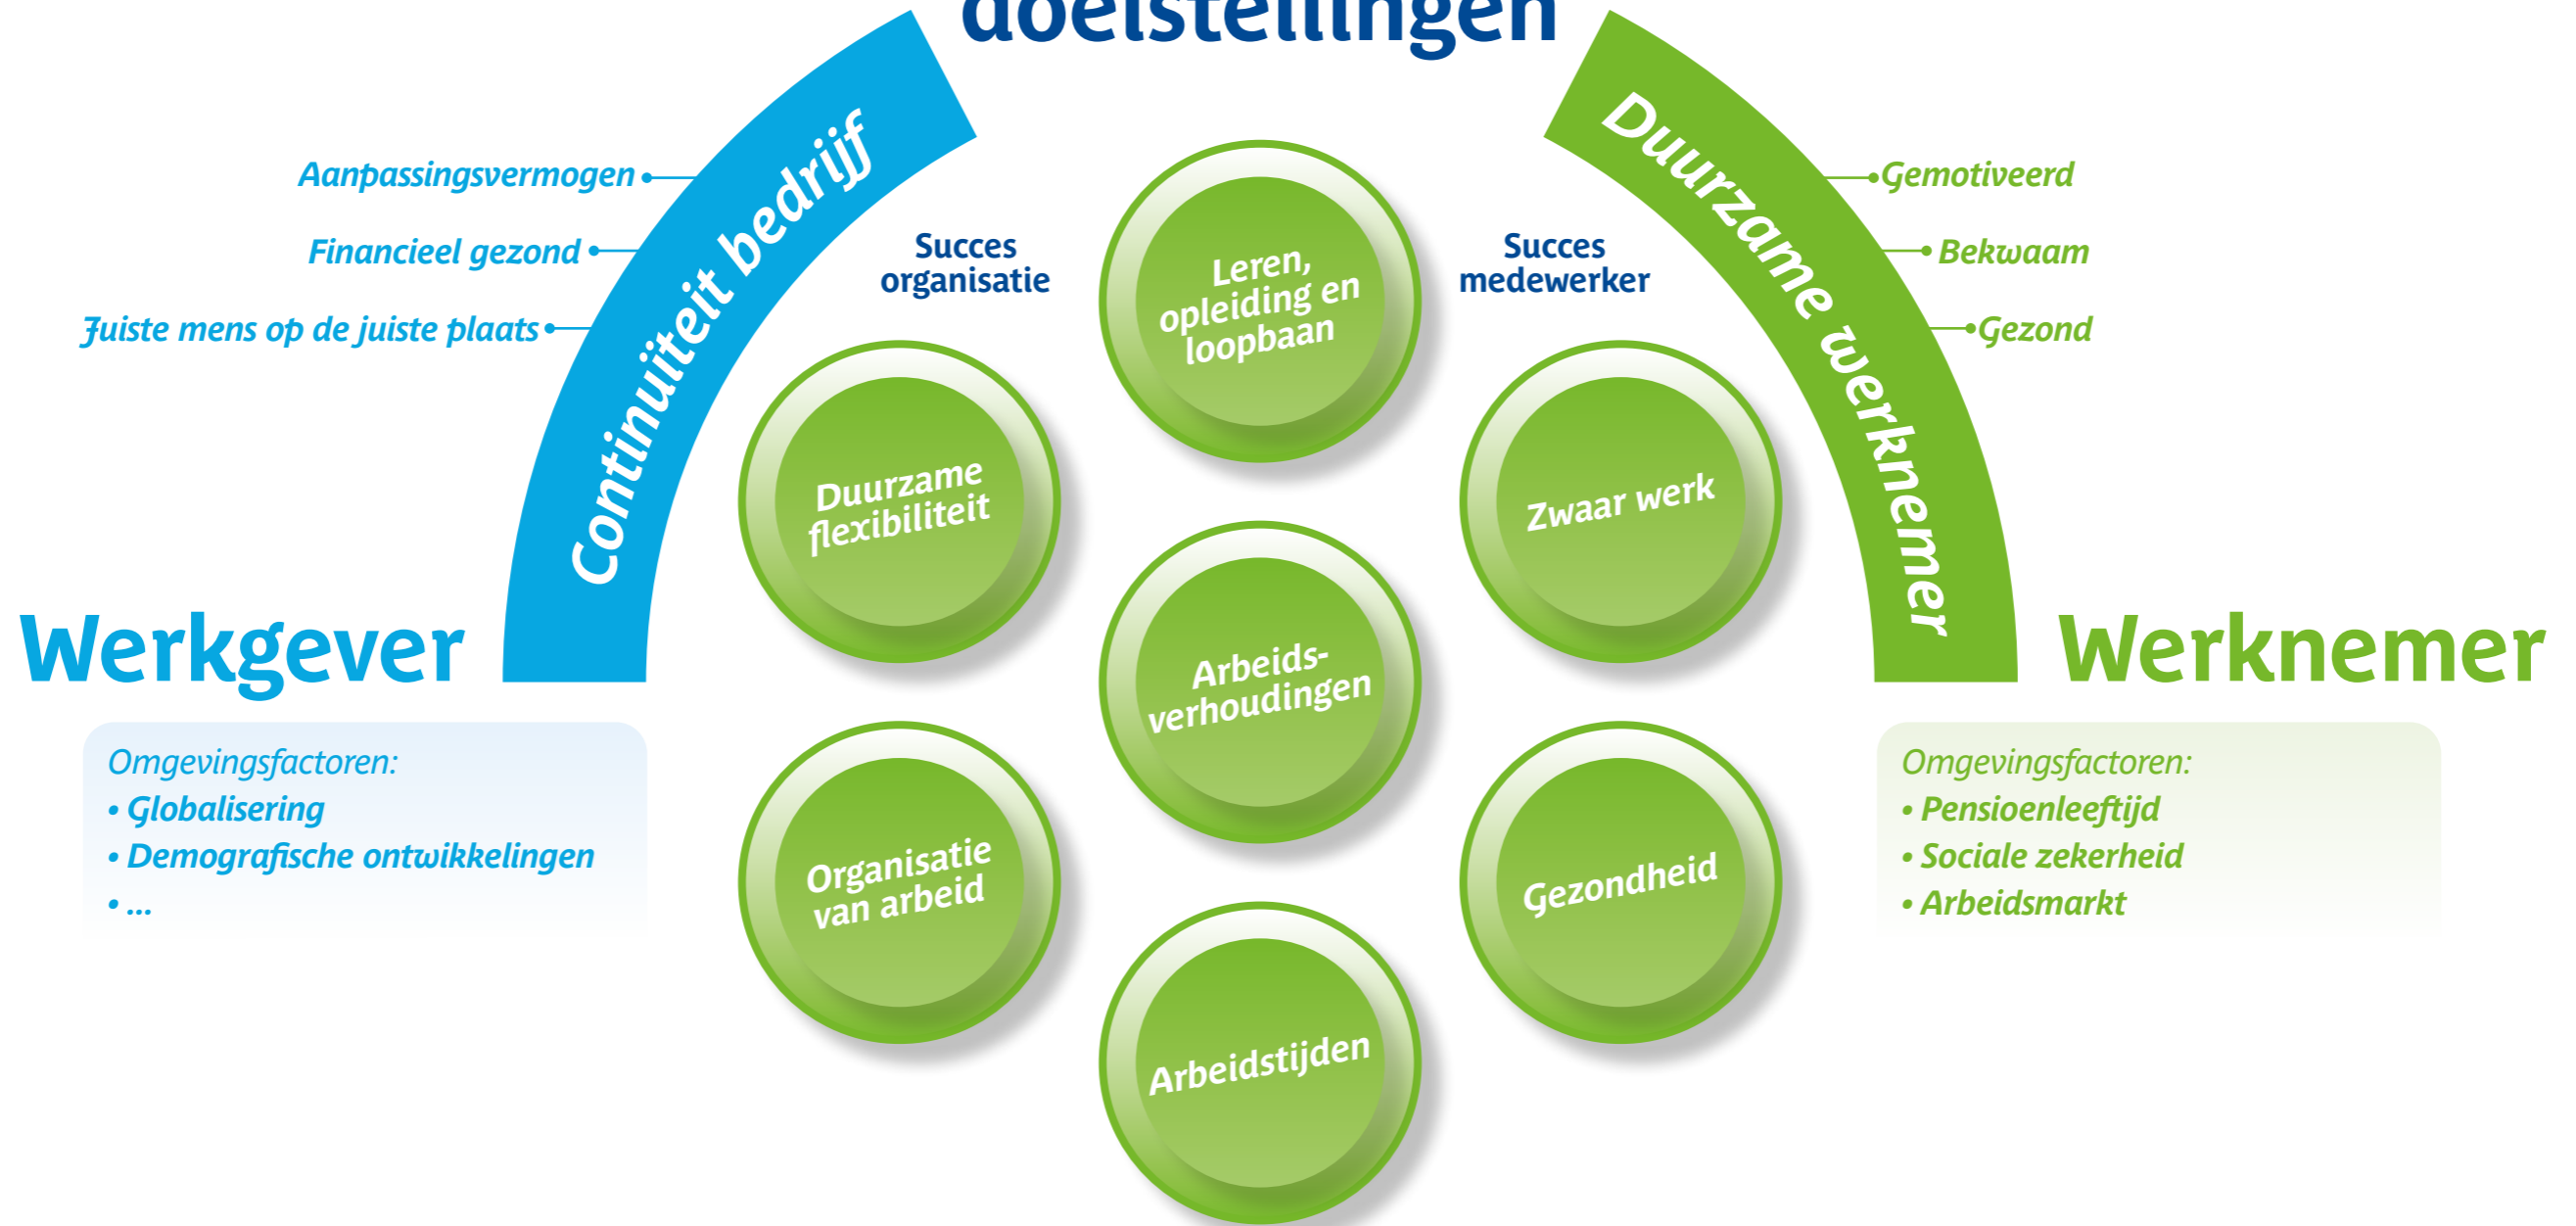 doelstellingen
Continuïteit bedrijf
Aanpassingsvermogen
Financieel gezond
Juiste mens op de juiste plaats
Werkgever
Omgevingsfactoren:
• Globalisering
• Demografische ontwikkelingen
• ...
Succes
organisatie
Succes
medewerker
Leren,
opleiding en
loopbaan
Duurzame
flexibiliteit
Zwaar werk
Arbeids-
verhoudingen
Organisatie
van arbeid
Gezondheid
Arbeidstijden
Duurzame werknemer
Gemotiveerd
Bekwaam
Gezond
Werknemer
Omgevingsfactoren:
• Pensioenleeftijd
• Sociale zekerheid
• Arbeidsmarkt